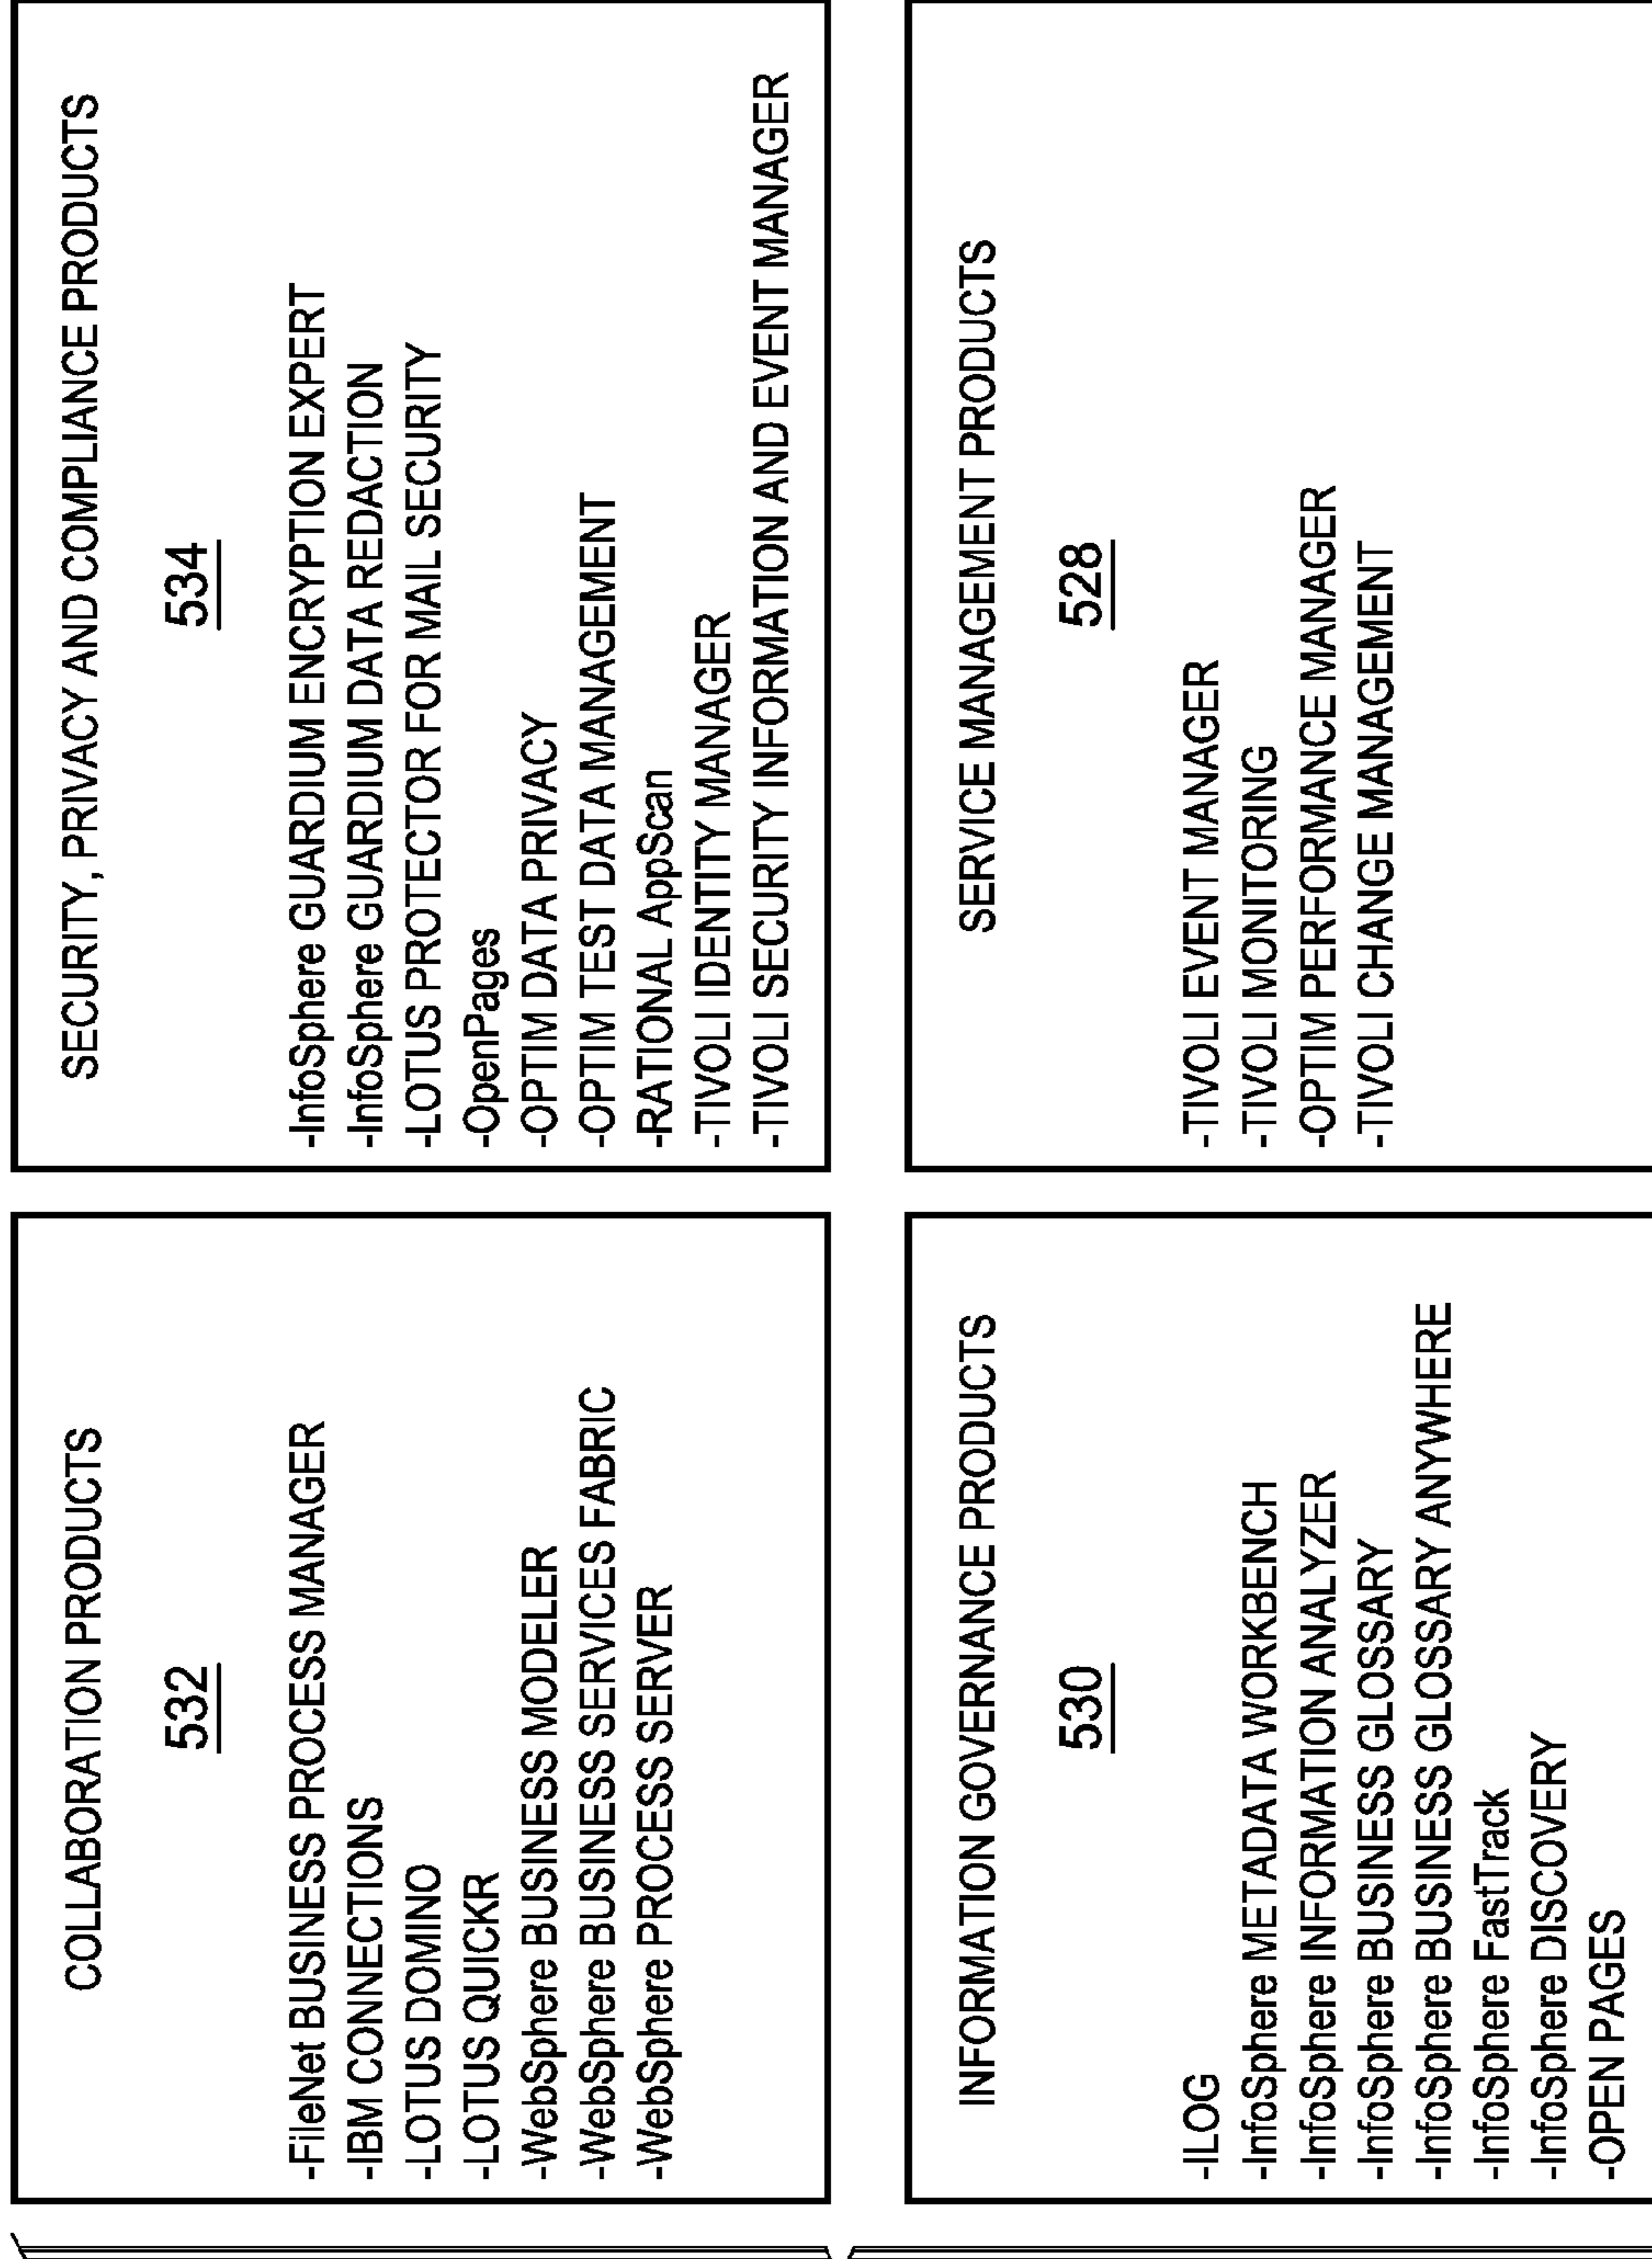 COLLABORATION PRODUCTS
532
-FileNet BUSINESS PROCESS MANAGER
-IBM CONNECTIONS
-LOTUS DOMINO
-LOTUS QUICKR
-WebSphere BUSINESS MODELER
-WebSphere BUSINESS SERVICES FABRIC
-WebSphere PROCESS SERVER
SECURITY, PRIVACY AND COMPLIANCE PRODUCTS
534
-InfoSphere GUARDIUM ENCRYPTION EXPERT
-InfoSphere GUARDIUM DATA REDACTION
-LOTUS PROTECTOR FOR MAIL SECURITY
-OpenPages
-OPTIM DATA PRIVACY
-OPTIM TEST DATA MANAGEMENT
-RATIONAL AppScan
-TIVOLI IDENTITY MANAGER
-TIVOLI SECURITY INFORMATION AND EVENT MANAGER
INFORMATION GOVERNANCE PRODUCTS
530
-ILOG
-InfoSphere METADATA WORKBENCH
-InfoSphere INFORMATION ANALYZER
-InfoSphere BUSINESS GLOSSARY
-InfoSphere BUSINESS GLOSSARY ANYWHERE
-InfoSphere FastTrack
-InfoSphere DISCOVERY
-OPEN PAGES
SERVICE MANAGEMENT PRODUCTS
528
-TIVOLI EVENT MANAGER
-TIVOLI MONITORING
-OPTIM PERFORMANCE MANAGER
-TIVOLI CHANGE MANAGEMENT